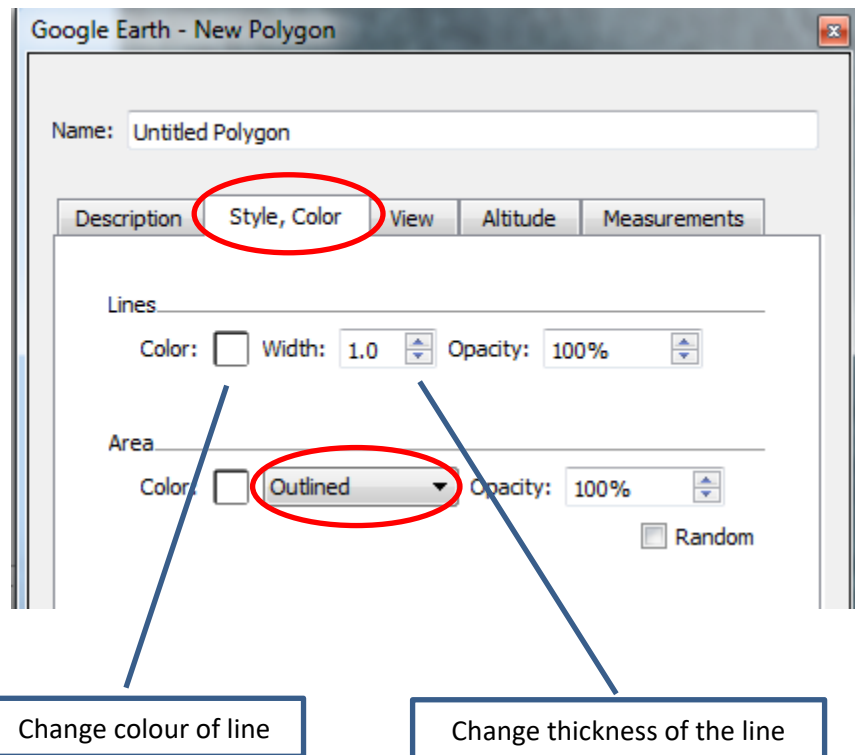 Google Earth - New Polygon
Name: Untitled Polygon
Description Style, Color View Altitude Measurements
Lines
Color: Width: 1.0 Opacity: 100%
Area
Color: Outlined Opacity: 100%
Random
Change colour of line
Change thickness of the line